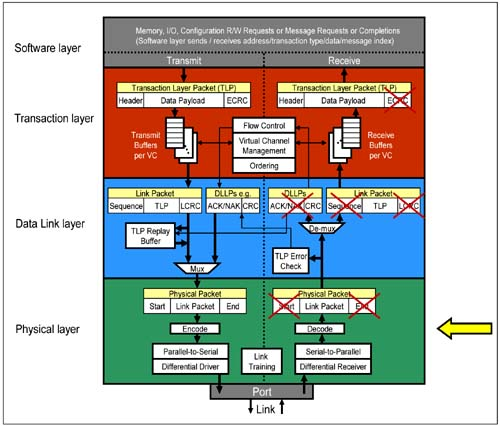 Software layer
Memory, I/O, Configuration R/W Requests or Message Requests or Completions
(Software layer sends / receives address/transaction type/data/message index)
Transmit
Receive
Transaction layer
Transaction Layer Packet (TLP)
Header Data Payload ECRC
Transaction Layer Packet (TLP)
Header Data Payload ECRC
Transmit
Buffers
per VC
Flow Control
Virtual Channel
Management
Ordering
Receive
Buffers
per VC
Data Link layer
Link Packet
Sequence TLP LCRC
DLLPs e.g.
ACK/NAK CRC
DLLPs
ACK/NAK CRC
Link Packet
Sequence TLP LCRC
TLP Replay
Buffer
De-mux
TLP Error
Check
Mux
Physical layer
Physical Packet
Start Link Packet End
Physical Packet
Start Link Packet End
Encode
Decode
Parallel-to-Serial
Differential Driver
Link
Training
Serial-to-Parallel
Differential Receiver
Port
Link